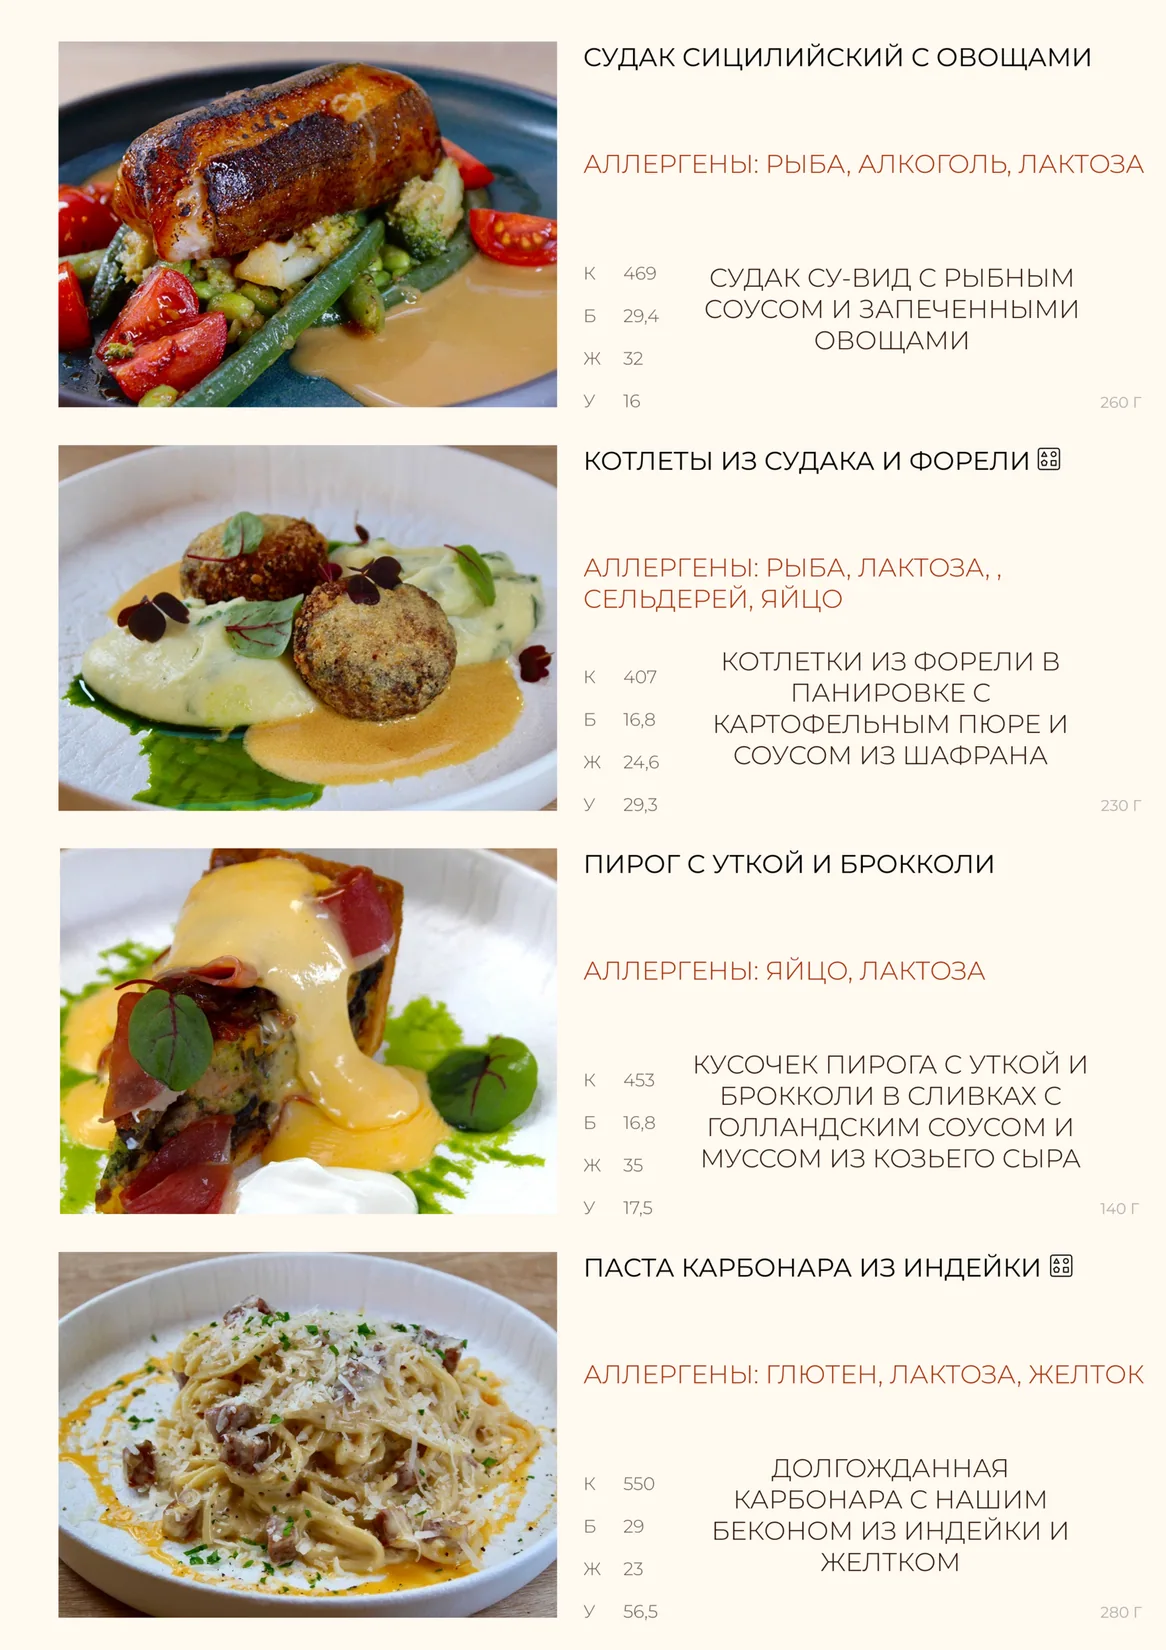 СУДАК СИЦИЛИЙСКИЙ С ОВОЩАМИ
АЛЛЕРГЕНЫ: РЫБА, АЛКОГОЛЬ, ЛАКТОЗА
К 469
Б 29,4
Ж 32
У 16
СУДАК СУ-ВИД С РЫБНЫМ
СОУСОМ И ЗАПЕЧЕННЫМИ
ОВОЩАМИ
260 Г
КОТЛЕТЫ ИЗ СУДАКА И ФОРЕЛИ
АЛЛЕРГЕНЫ: РЫБА, ЛАКТОЗА, ,
СЕЛЬДЕРЕЙ, ЯЙЦО
К 407
Б 16,8
Ж 24,6
У 29,3
КОТЛЕТКИ ИЗ ФОРЕЛИ В
ПАНИРОВКЕ С
КАРТОФЕЛЬНЫМ ПЮРЕ И
СОУСОМ ИЗ ШАФРАНА
230 Г
ПИРОГ С УТКОЙ И БРОККОЛИ
АЛЛЕРГЕНЫ: ЯЙЦО, ЛАКТОЗА
К 453
Б 16,8
Ж 35
У 17,5
КУСОЧЕК ПИРОГА С УТКОЙ И
БРОККОЛИ В СЛИВКАХ С
ГОЛЛАНДСКИМ СОУСОМ И
МУССОМ ИЗ КОЗЬЕГО СЫРА
140 Г
ПАСТА КАРБОНАРА ИЗ ИНДЕЙКИ
АЛЛЕРГЕНЫ: ГЛЮТЕН, ЛАКТОЗА, ЖЕЛТОК
К 550
Б 29
Ж 23
У 56,5
ДОЛГОЖДАННАЯ
КАРБОНАРА С НАШИМ
БЕКОНОМ ИЗ ИНДЕЙКИ И
ЖЕЛТКОМ
280 Г